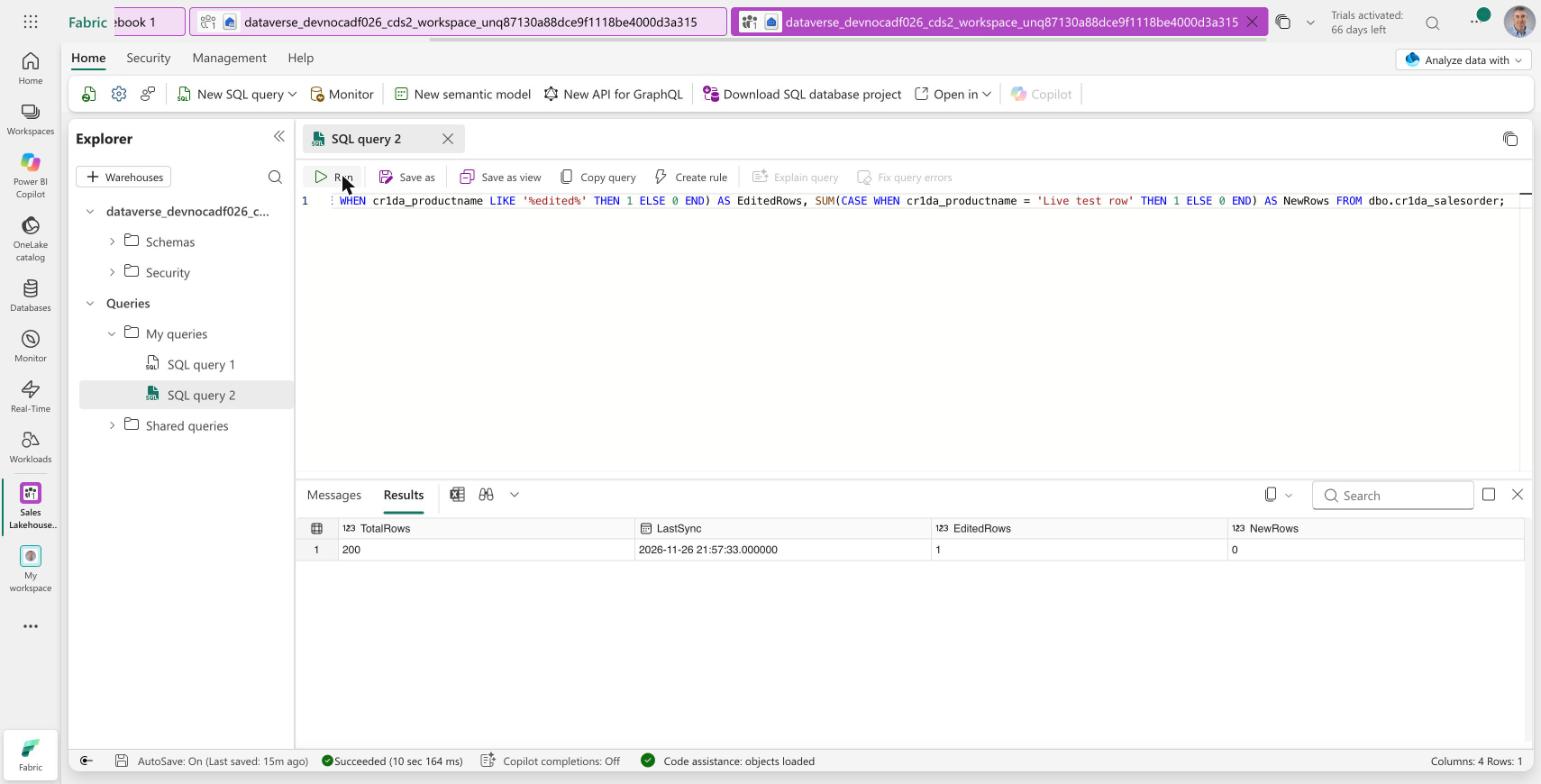 Fabric
ebook 1
dataverse_devnocadf026_cds2_workspace_unq87130a88dce9f1118be4000d3a315
dataverse_devnocadf026_cds2_workspace_unq87130a88dce9f1118be4000d3a315
Trials activated:
66 days left
Home
Security
Management
Help
Analyze data with
New SQL query
Monitor
New semantic model
New API for GraphQL
Download SQL database project
Open in
Copilot
Home
Workspaces
Power BI
Copilot
OneLake
catalog
Databases
Monitor
Real-Time
Workloads
Sales
Lakehouse..
My
workspace
Fabric
Explorer
Warehouses
dataverse_devnocadf026_c...
Schemas
Security
Queries
My queries
SQL query 1
SQL query 2
Shared queries
SQL query 2
Run
Save as
Save as view
Copy query
Create rule
Explain query
Fix query errors
1 WHEN cr1da_productname LIKE '%edited%' THEN 1 ELSE 0 END) AS EditedRows, SUM(CASE WHEN cr1da_productname = 'Live test row' THEN 1 ELSE 0 END) AS NewRows FROM dbo.cr1da_salesorder;
Messages
Results
Search
123 TotalRows LastSync 123 EditedRows 123 NewRows
1 200 2026-11-26 21:57:33.000000 1 0
AutoSave: On (Last saved: 15m ago)
Succeeded (10 sec 164 ms)
Copilot completions: Off
Code assistance: objects loaded
Columns: 4 Rows: 1